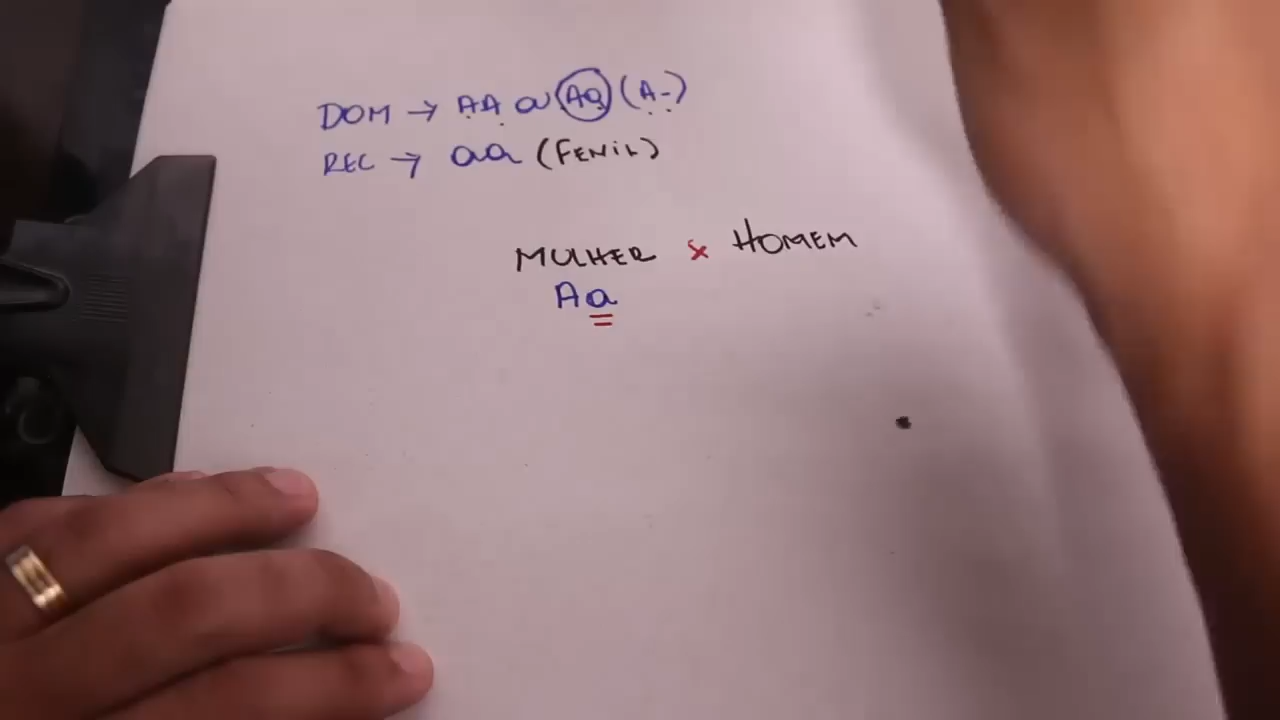 DOM → AA ou Aa (A-)
REC → aa (FENIL)
MULHER x HOMEM
Aa